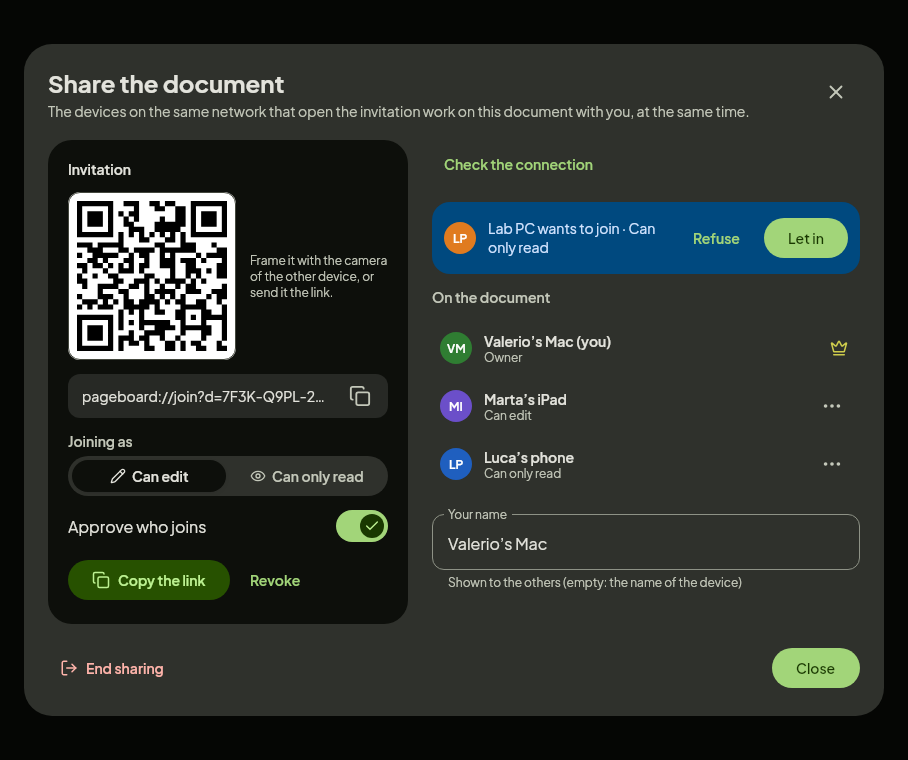 Share the document
The devices on the same network that open the invitation work on this document with you, at the same time.
Invitation
Frame it with the camera
of the other device, or
send it the link.
pageboard://join?d=7F3K-Q9PL-2…
Joining as
Can edit
Can only read
Approve who joins
Copy the link
Revoke
Check the connection
LP
Lab PC wants to join · Can
only read
Refuse
Let in
On the document
VM
Valerio’s Mac (you)
Owner
MI
Marta’s iPad
Can edit
LP
Luca’s phone
Can only read
Your name
Valerio’s Mac
Shown to the others (empty: the name of the device)
End sharing
Close